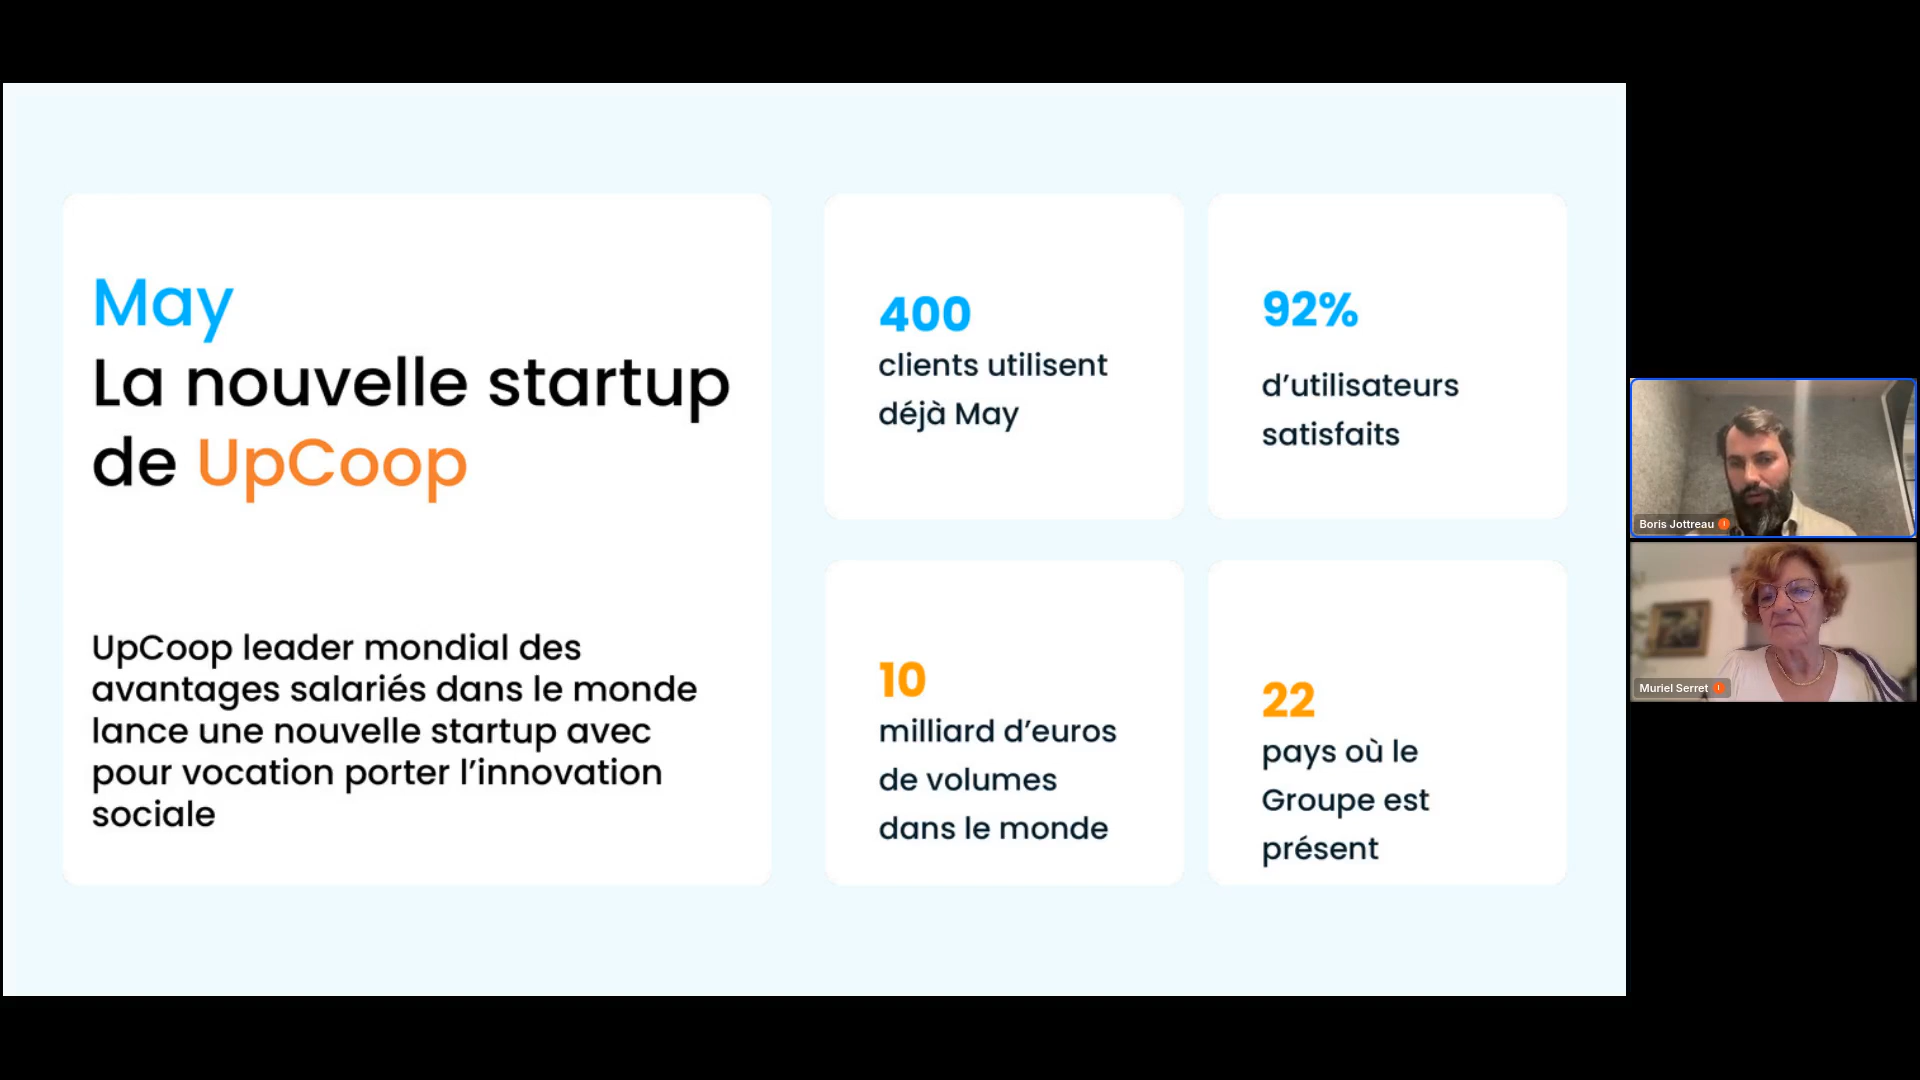 May
La nouvelle startup
de UpCoop
UpCoop leader mondial des
avantages salariés dans le monde
lance une nouvelle startup avec
pour vocation porter l’innovation
sociale
400
clients utilisent
déjà May
92%
d’utilisateurs
satisfaits
10
milliard d’euros
de volumes
dans le monde
22
pays où le
Groupe est
présent
Boris Jottreau
Muriel Serret